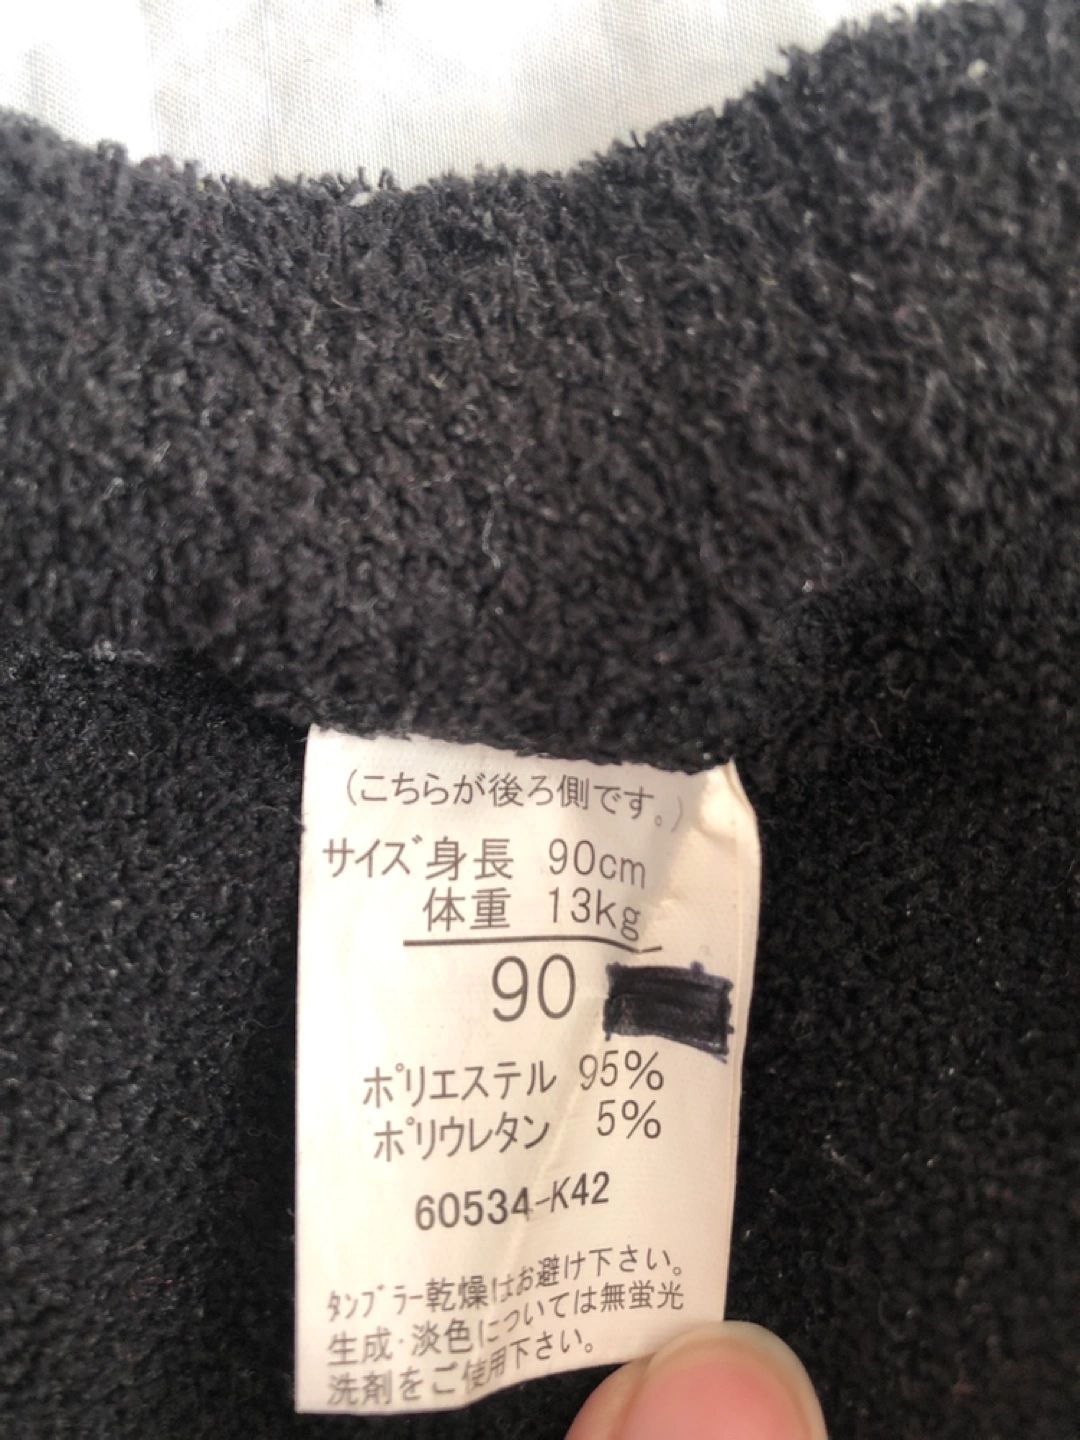 (こちらが後ろ側です。)
サイズ身長 90cm
体重 13kg
90
ポリエステル 95%
ポリウレタン 5%
60534-K42
タンブラー乾燥はお避け下さい。
生成・淡色については無蛍光
洗剤をご使用下さい。